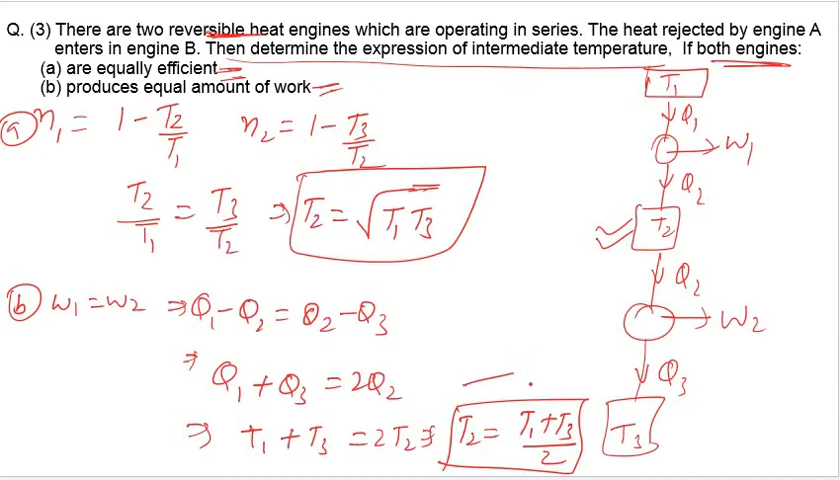 Q. (3) There are two reversible heat engines which are operating in series. The heat rejected by engine A
enters in engine B. Then determine the expression of intermediate temperature, If both engines:
(a) are equally efficient
(b) produces equal amount of work
T₁
Q₁
W₁
Q₂
T₂
Q₂
W₂
Q₃
T₃
(a) η₁ = 1 - T₂/T₁ η₂ = 1 - T₃/T₂
T₂/T₁ = T₃/T₂ ⇒ T₂ = √(T₁ T₃)
(b) W₁ = W₂ ⇒ Q₁ - Q₂ = Q₂ - Q₃
⇒ Q₁ + Q₃ = 2Q₂
⇒ T₁ + T₃ = 2T₂ ⇒ T₂ = (T₁ + T₃)/2